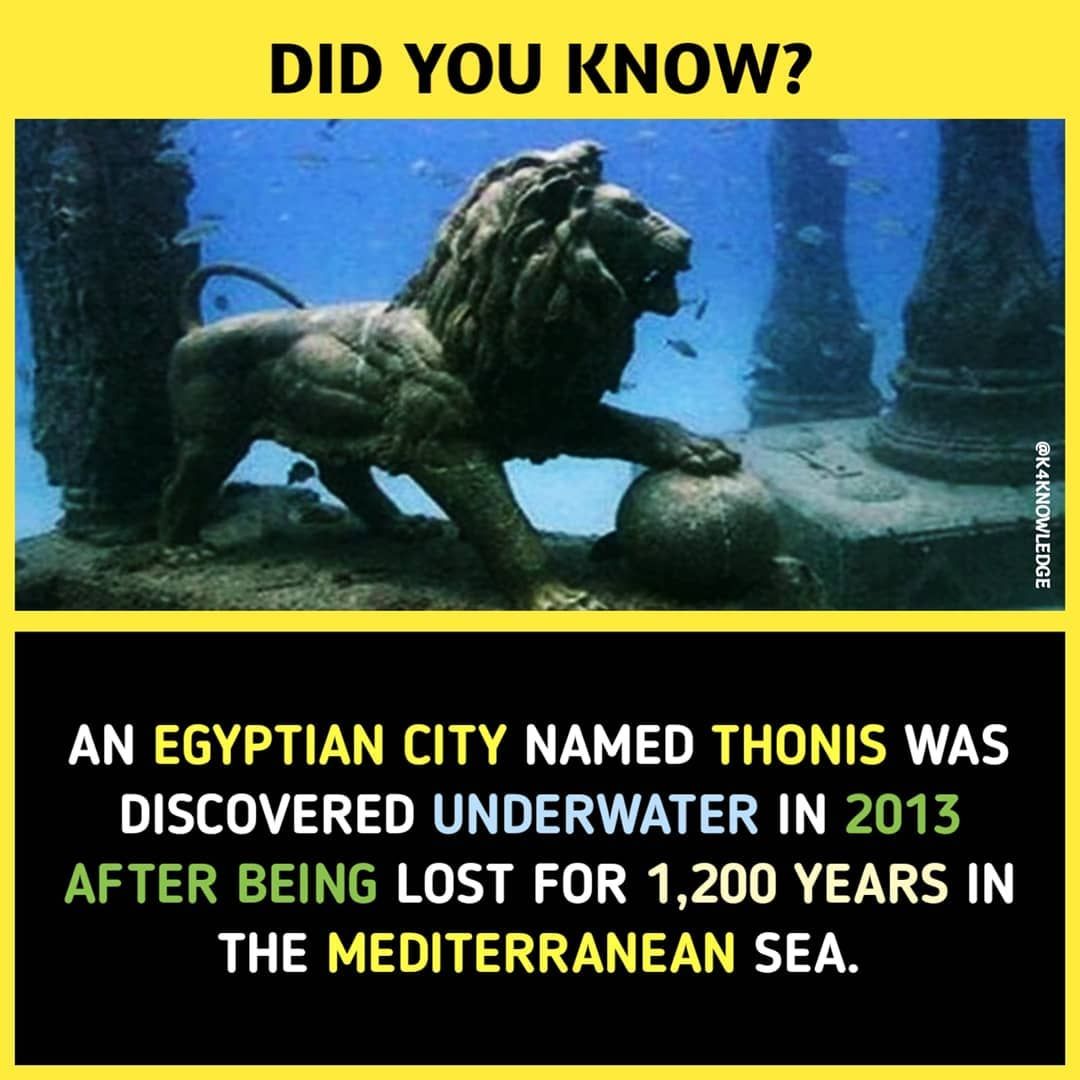 DID YOU KNOW?
@K4KNOWLEDGE
AN EGYPTIAN CITY NAMED THONIS WAS
DISCOVERED UNDERWATER IN 2013
AFTER BEING LOST FOR 1,200 YEARS IN
THE MEDITERRANEAN SEA.